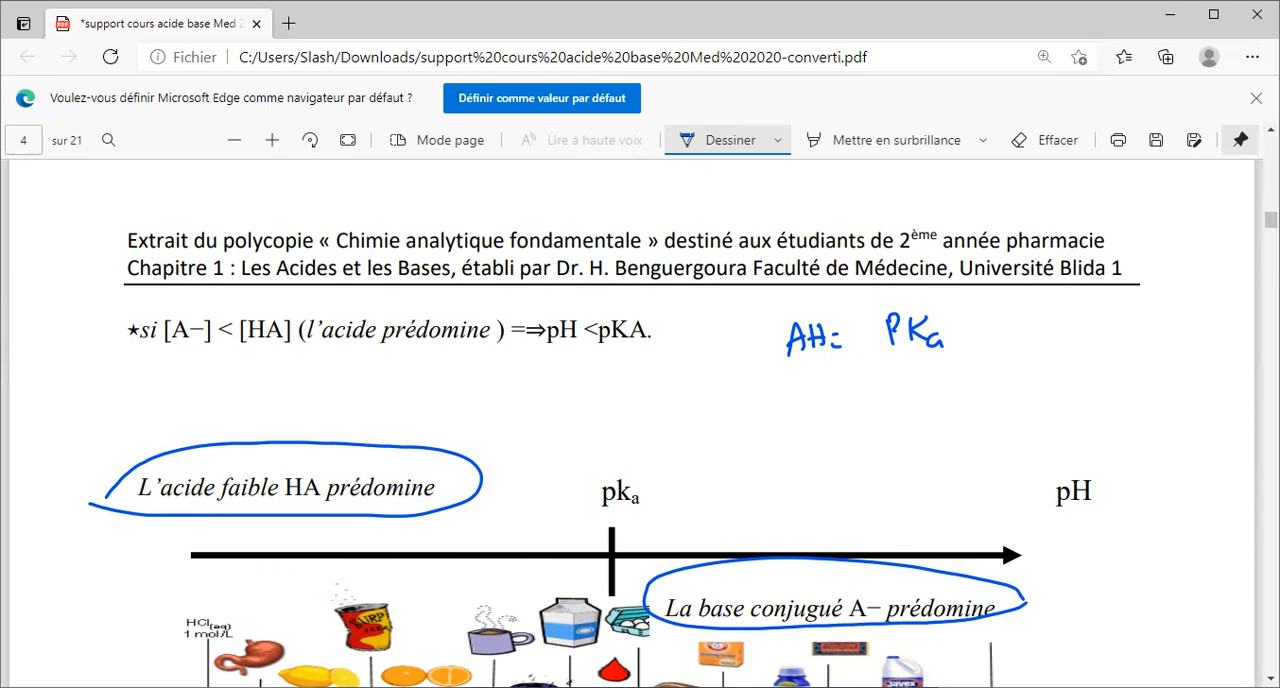 *support cours acide base Med 2
Fichier C:/Users/Slash/Downloads/support%20cours%20acide%20base%20Med%202020-converti.pdf
Voulez-vous définir Microsoft Edge comme navigateur par défaut ? Définir comme valeur par défaut
4 sur 21 Mode page Lire à haute voix Dessiner Mettre en surbrillance Effacer
Extrait du polycopie « Chimie analytique fondamentale » destiné aux étudiants de 2ème année pharmacie
Chapitre 1 : Les Acides et les Bases, établi par Dr. H. Benguergoura Faculté de Médecine, Université Blida 1
⋆si [A−] < [HA] (l’acide prédomine ) =⇒pH <pKA.
AH= PKa
L’acide faible HA prédomine
pka
pH
La base conjugué A− prédomine
HCl(aq)
1 mol/L
BURP!
Javex